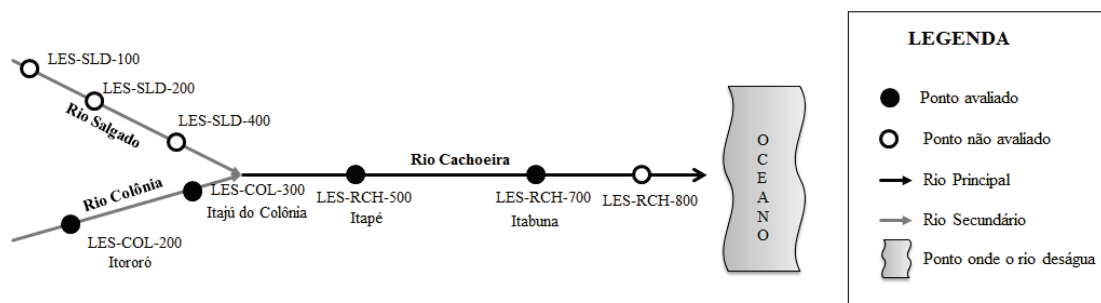 LES-SLD-100
LES-SLD-200
Rio Salgado
LES-SLD-400
Rio Colônia
LES-COL-300
Itajú do Colônia
LES-COL-200
Itororó
Rio Cachoeira
LES-RCH-500
Itapé
LES-RCH-700
Itabuna
LES-RCH-800
OCEANO
LEGENDA
Ponto avaliado
Ponto não avaliado
Rio Principal
Rio Secundário
Ponto onde o rio deságua